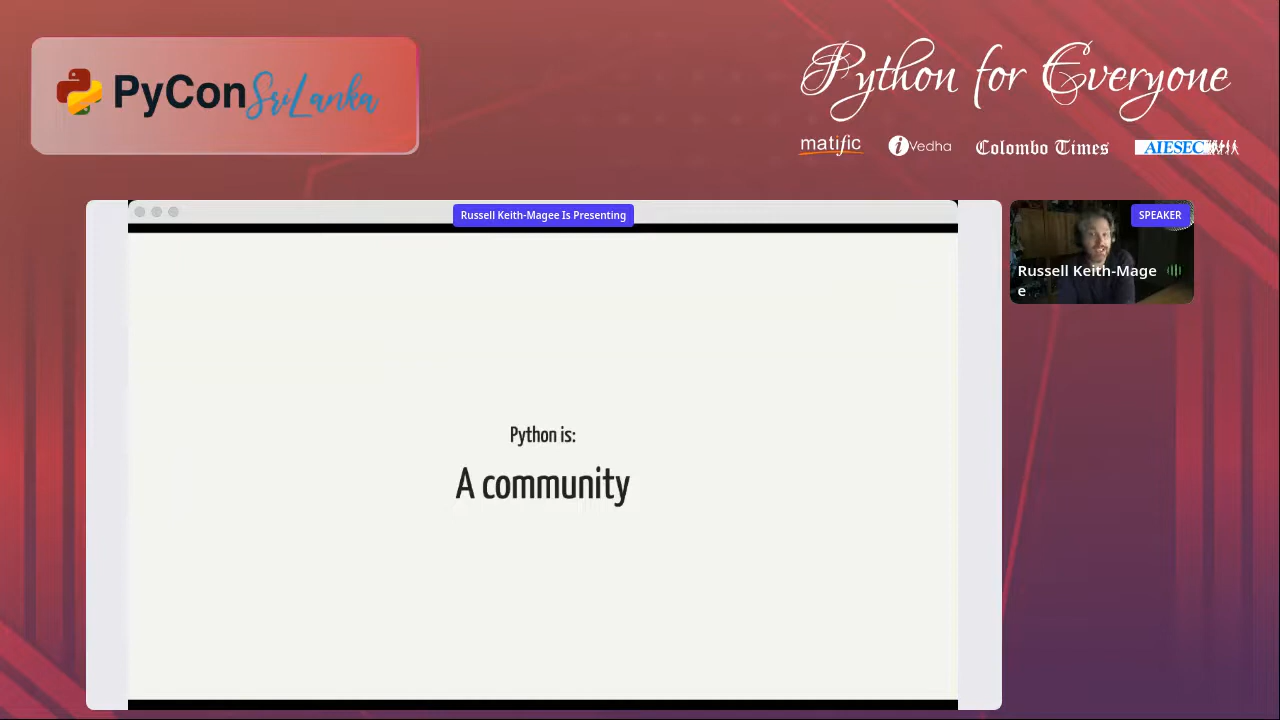 PyCon SriLanka
Python for Everyone
matific
iVedha
Colombo Times
AIESEC
Russell Keith-Magee Is Presenting
SPEAKER
Russell Keith-Mage
e
Python is:
A community